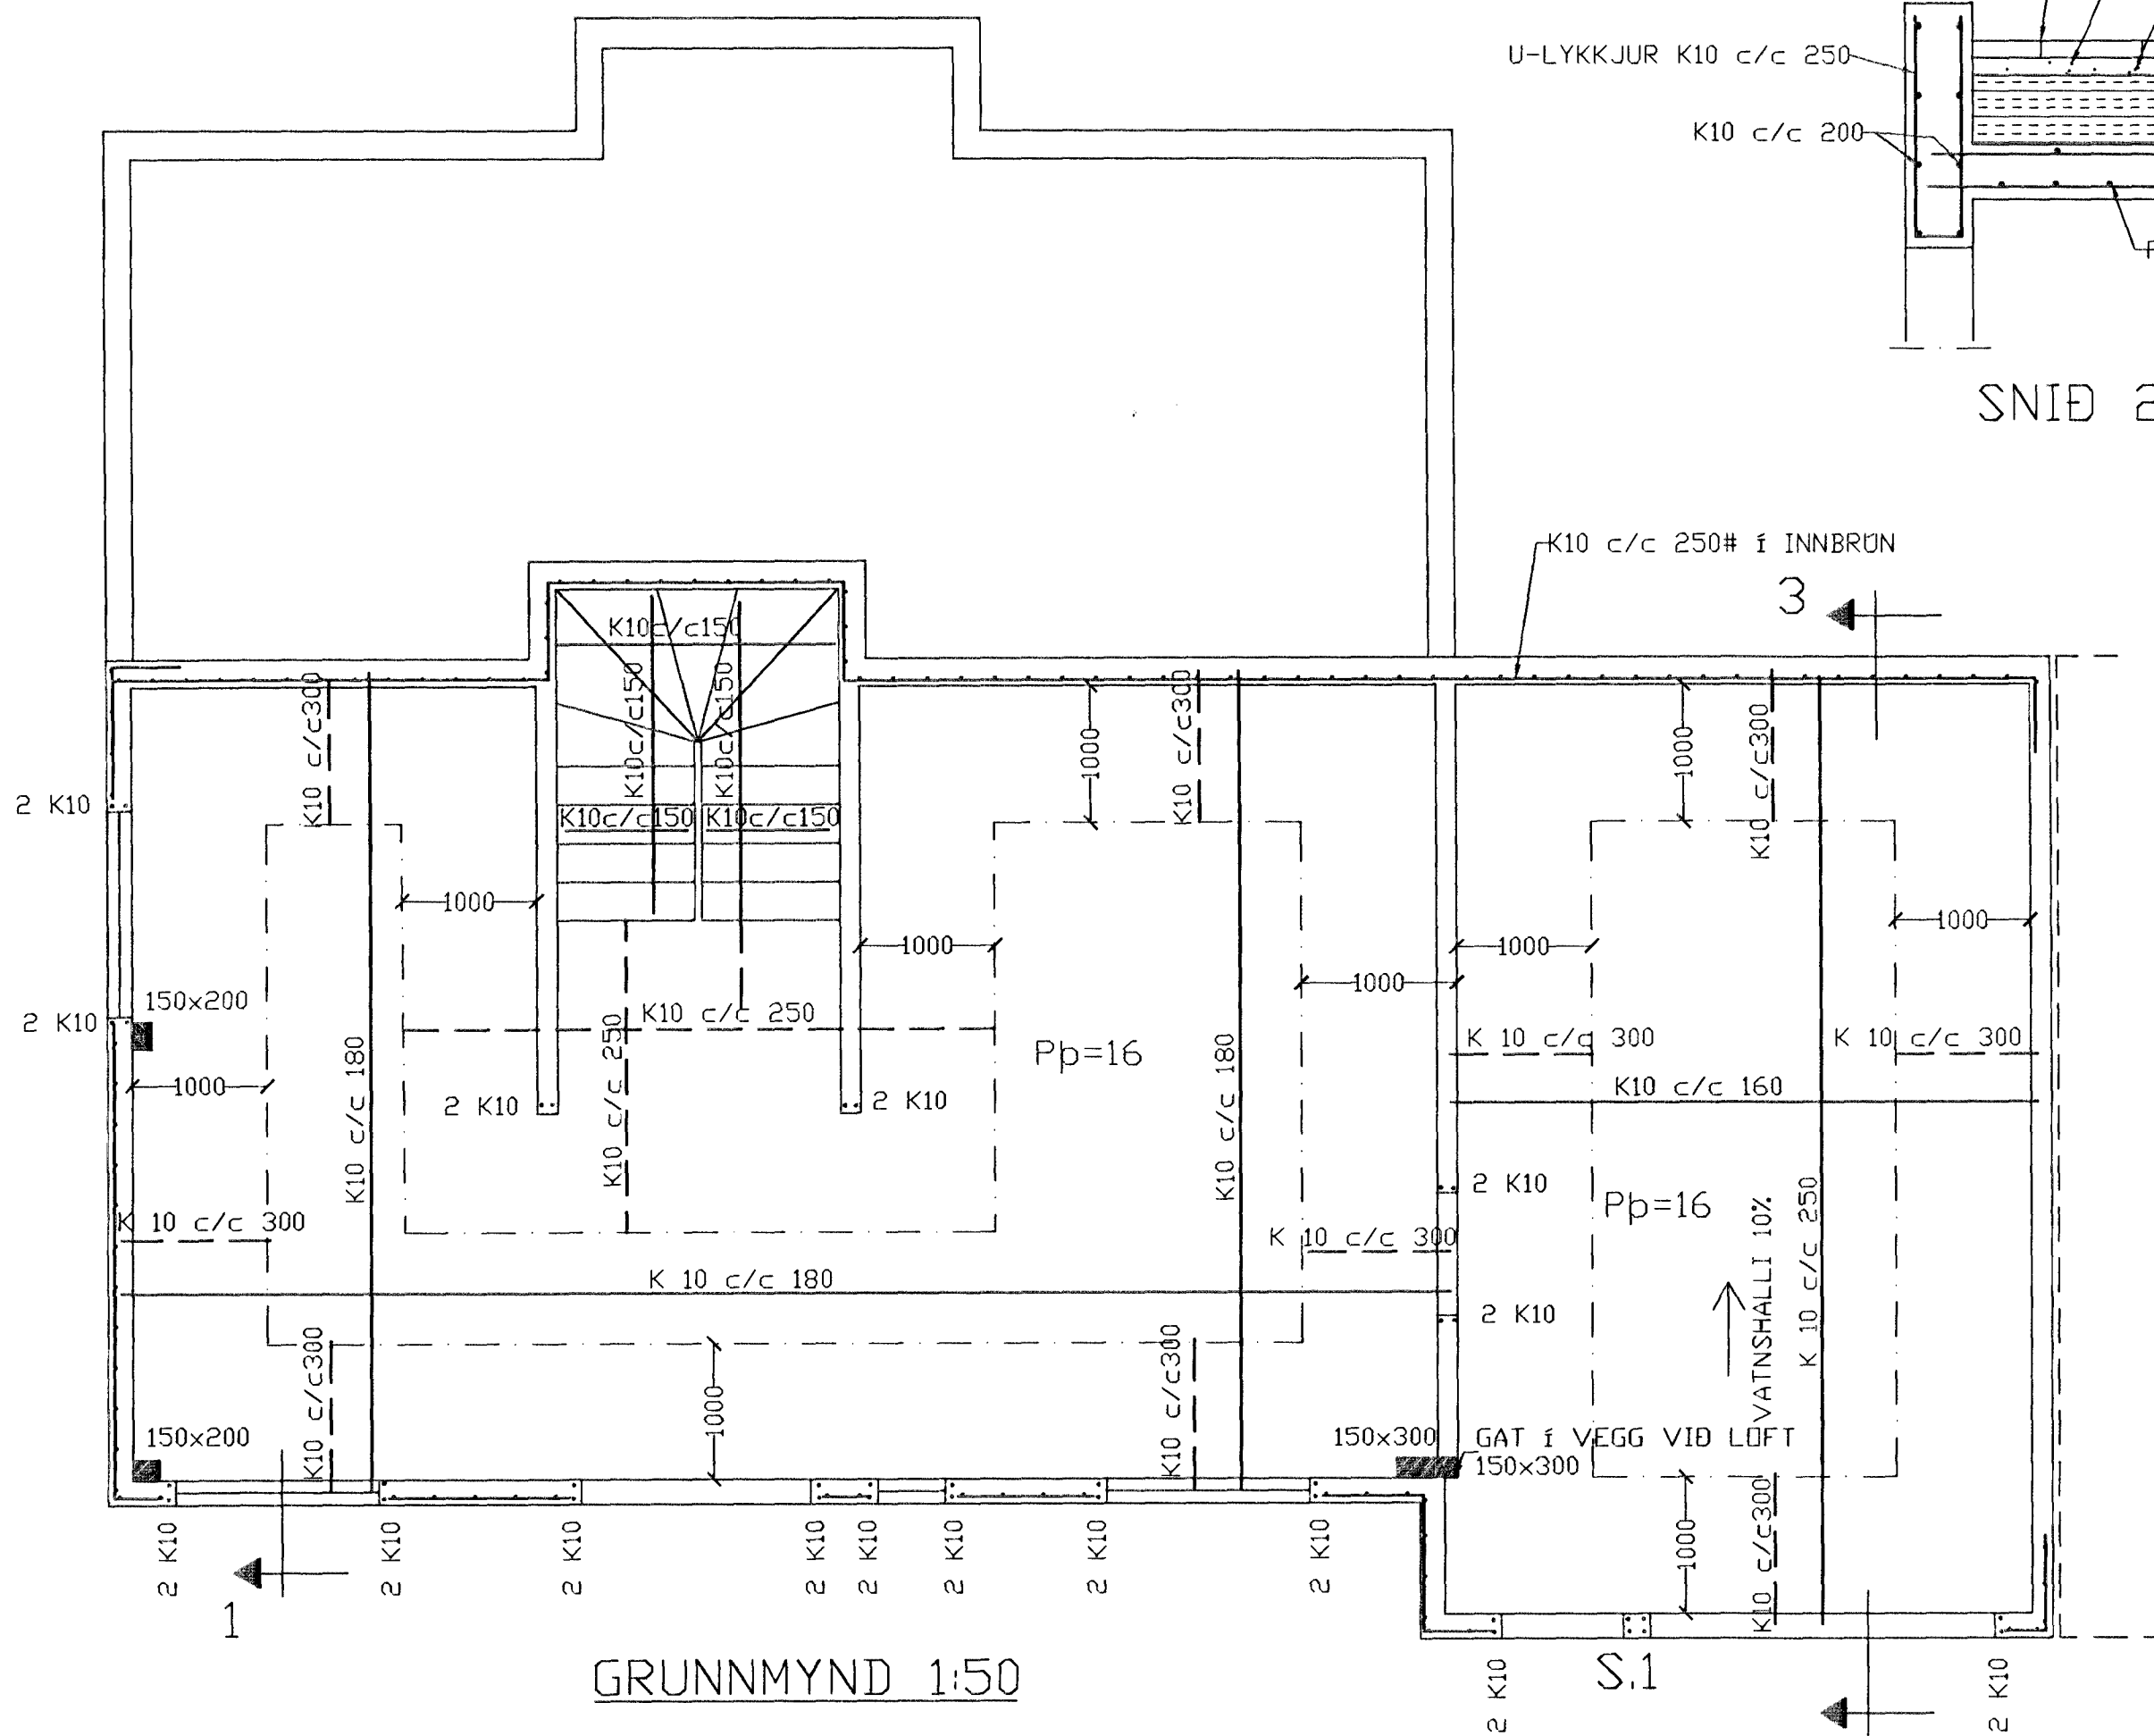 U-LYKKJUR K10 c/c 250
K10 c/c 200
SNIÐ 2
K10 c/c 250# í INNBRÚN
3
K10c/c150
K10c/c150
K10c/c150
K10 c/c300
K10 c/c300
1000
1000
K10 c/c300
2 K10
K10c/c150
K10c/c150
1000
1000
1000
1000
1000
150x200
2 K10
K10 c/c 250
Pþ=16
K 10 c/c 300
K 10 c/c 300
1000
K10 c/c 180
K10 c/c 250
K10 c/c 180
K10 c/c 160
2 K10
2 K10
2 K10
Pþ=16
K 10 c/c 300
K 10 c/c 300
VATNSHALLI 10%
K 10 c/c 250
K 10 c/c 180
2 K10
K10 c/c300
1000
K10 c/c300
150x200
150x300
GAT í VEGG VIÐ LOFT
150x300
1000
K10 c/c300
2 K10
2 K10
2 K10
2 K10
2 K10
2 K10
2 K10
2 K10
1
GRUNNMYND 1:50
S.1
2 K10
2 K10